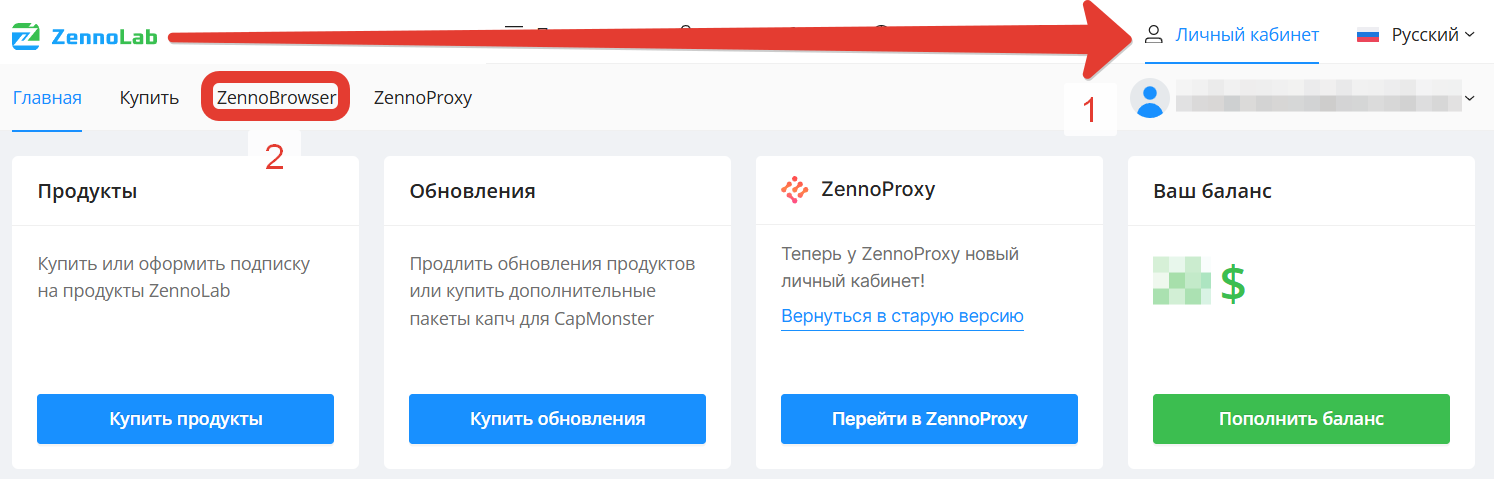 ZennoLab
Личный кабинет
Русский
Главная
Купить
ZennoBrowser
ZennoProxy
1
2
Продукты
Купить или оформить подписку
на продукты ZennoLab
Купить продукты
Обновления
Продлить обновления продуктов
или купить дополнительные
пакеты капч для CapMonster
Купить обновления
ZennoProxy
Теперь у ZennoProxy новый
личный кабинет!
Вернуться в старую версию
Перейти в ZennoProxy
Ваш баланс
$
Пополнить баланс